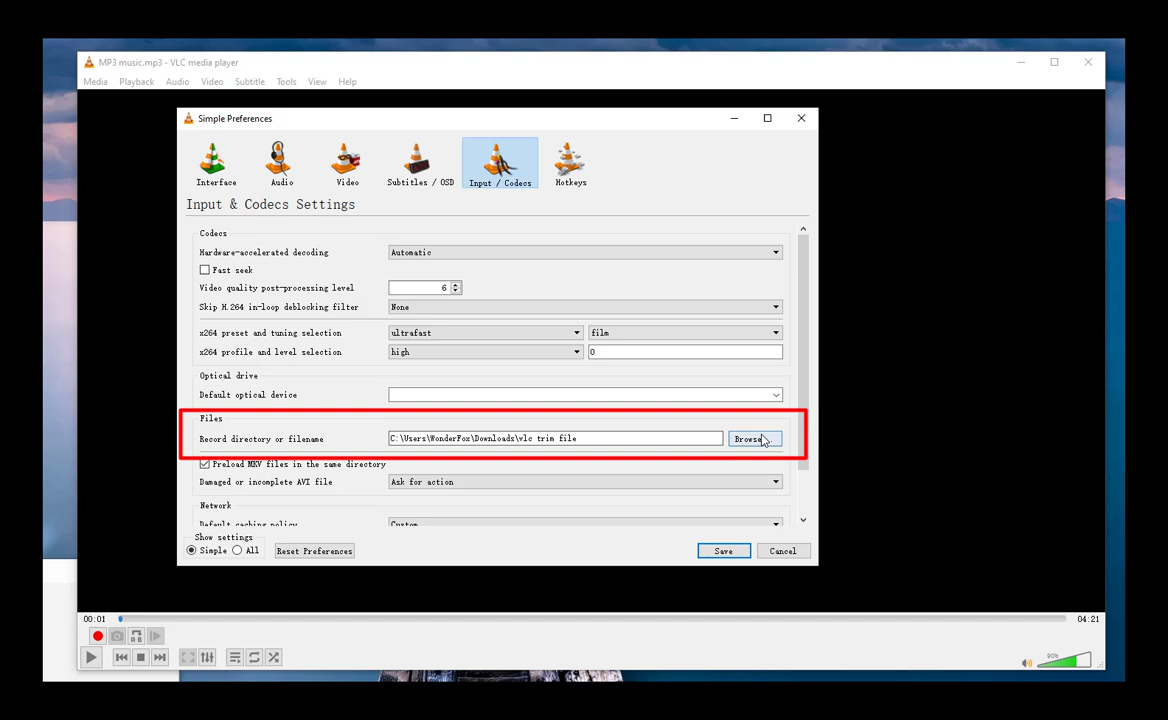 MP3 music.mp3 - VLC media player
Media Playback Audio Video Subtitle Tools View Help
Simple Preferences
Interface Audio Video Subtitles / OSD Input / Codecs Hotkeys
Input & Codecs Settings
Codecs
Hardware-accelerated decoding Automatic
Fast seek
Video quality post-processing level 6
Skip H.264 in-loop deblocking filter None
x264 preset and tuning selection ultrafast film
x264 profile and level selection high 0
Optical drive
Default optical device
Files
Record directory or filename C:\Users\WonderFox\Downloads\vlc trim file Browse...
Preload MKV files in the same directory
Damaged or incomplete AVI file Ask for action
Network
Default caching policy Custom
Show settings
Simple All Reset Preferences Save Cancel
00:01 04:21
90%